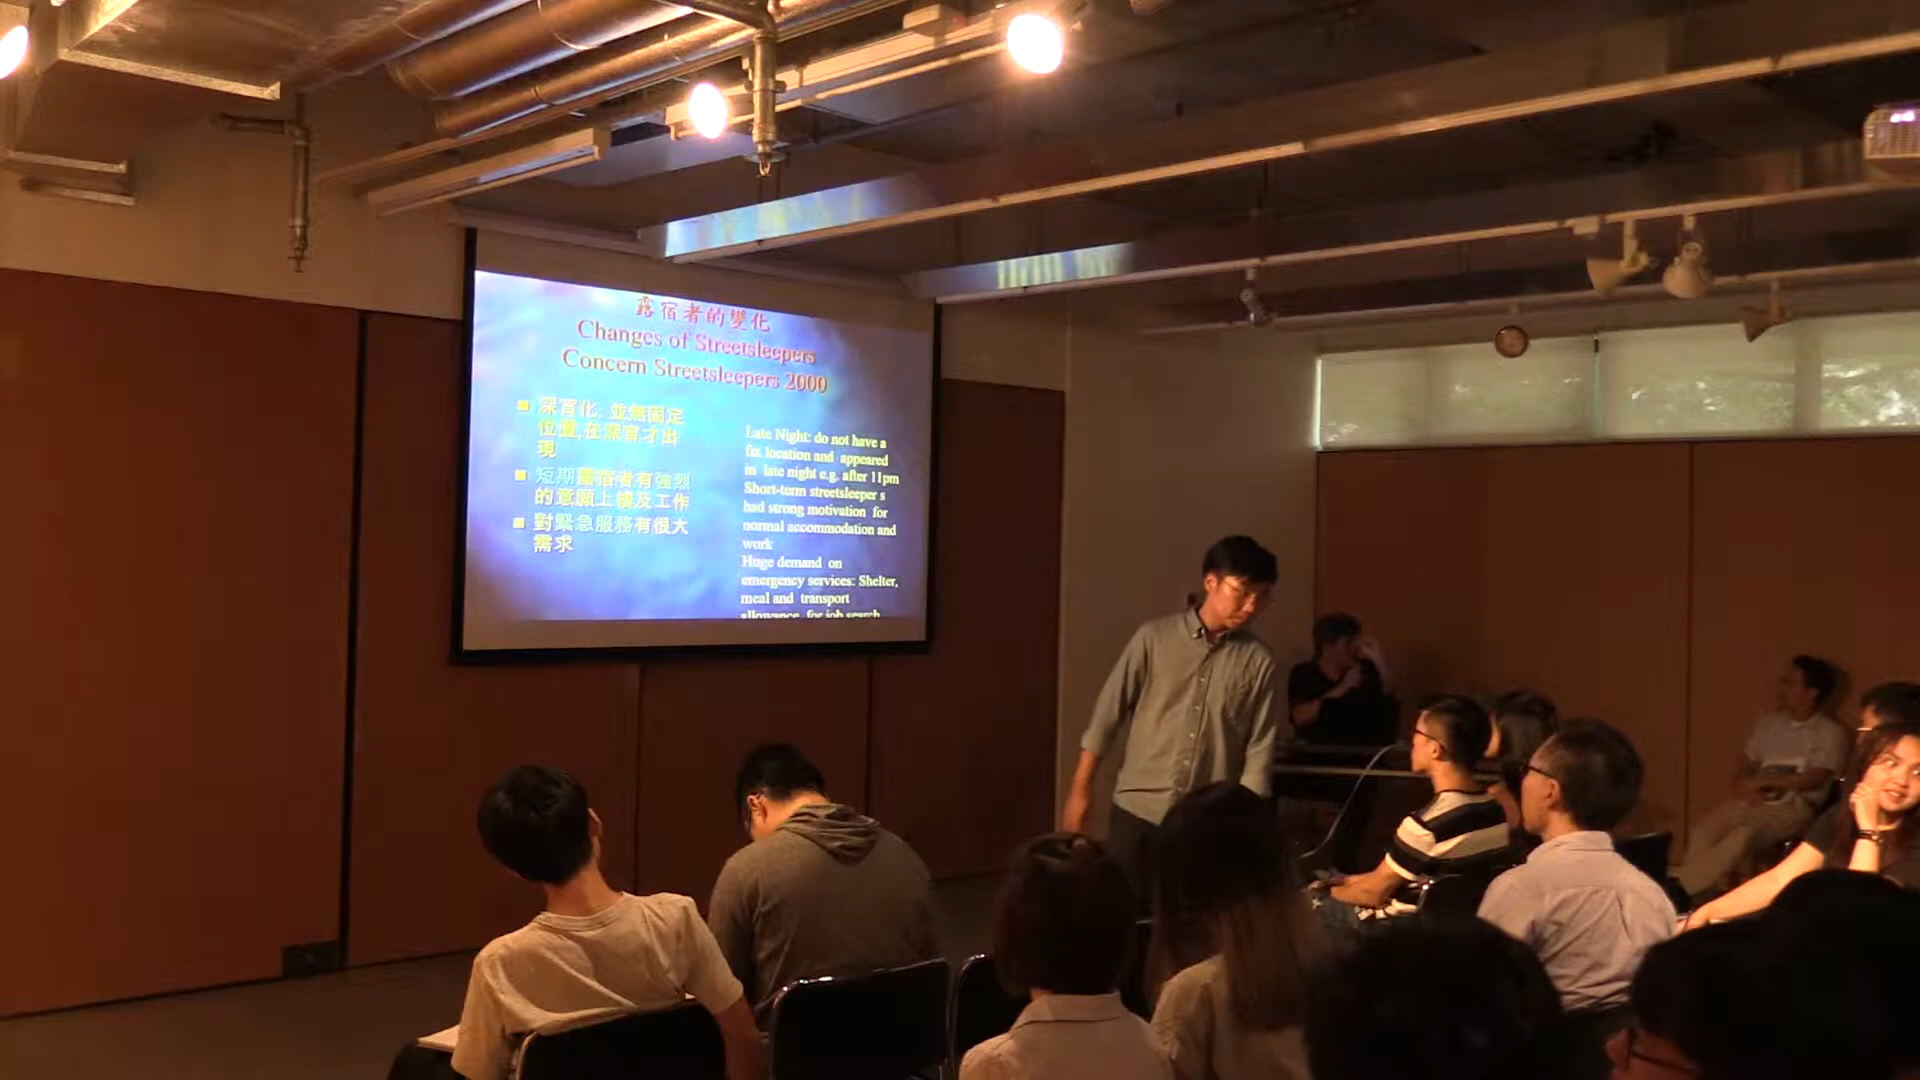 露宿者的變化
Changes of Streetsleepers
Concern Streetsleepers 2000
深宵化: 並無固定
位置,在深宵才出
現
短期露宿者有強烈
的意願上樓及工作
對緊急服務有很大
需求
Late Night: do not have a
fix location and appeared
in late night e.g. after 11pm
Short-term streetsleeper s
had strong motivation for
normal accommodation and
work
Huge demand on
emergency services: Shelter,
meal and transport
allowance for job search